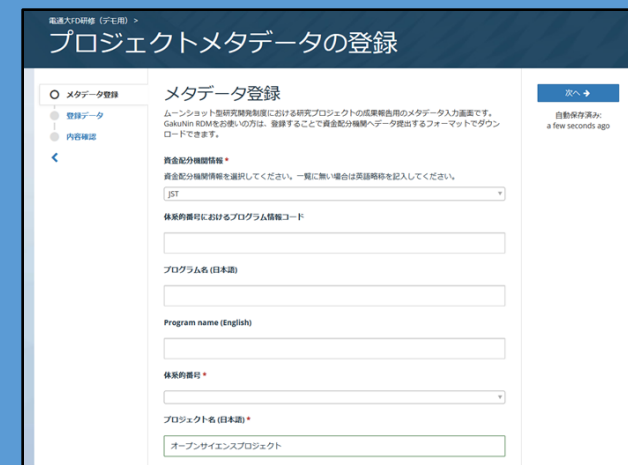 電通大FD研修（デモ用） >
プロジェクトメタデータの登録
メタデータ登録
登録データ
内容確認
メタデータ登録
ムーンショット型研究開発制度における研究プロジェクトの成果報告用のメタデータ入力画面です。
GakuNin RDMをお使いの方は、登録することで資金配分機関へデータ提出するフォーマットでダウン
ロードできます。
資金配分機関情報 *
資金配分機関情報を選択してください。一覧に無い場合は英語略称を記入してください。
JST
体系的番号におけるプログラム情報コード
プログラム名 (日本語)
Program name (English)
体系的番号 *
プロジェクト名 (日本語) *
オープンサイエンスプロジェクト
次へ
自動保存済み:
a few seconds ago